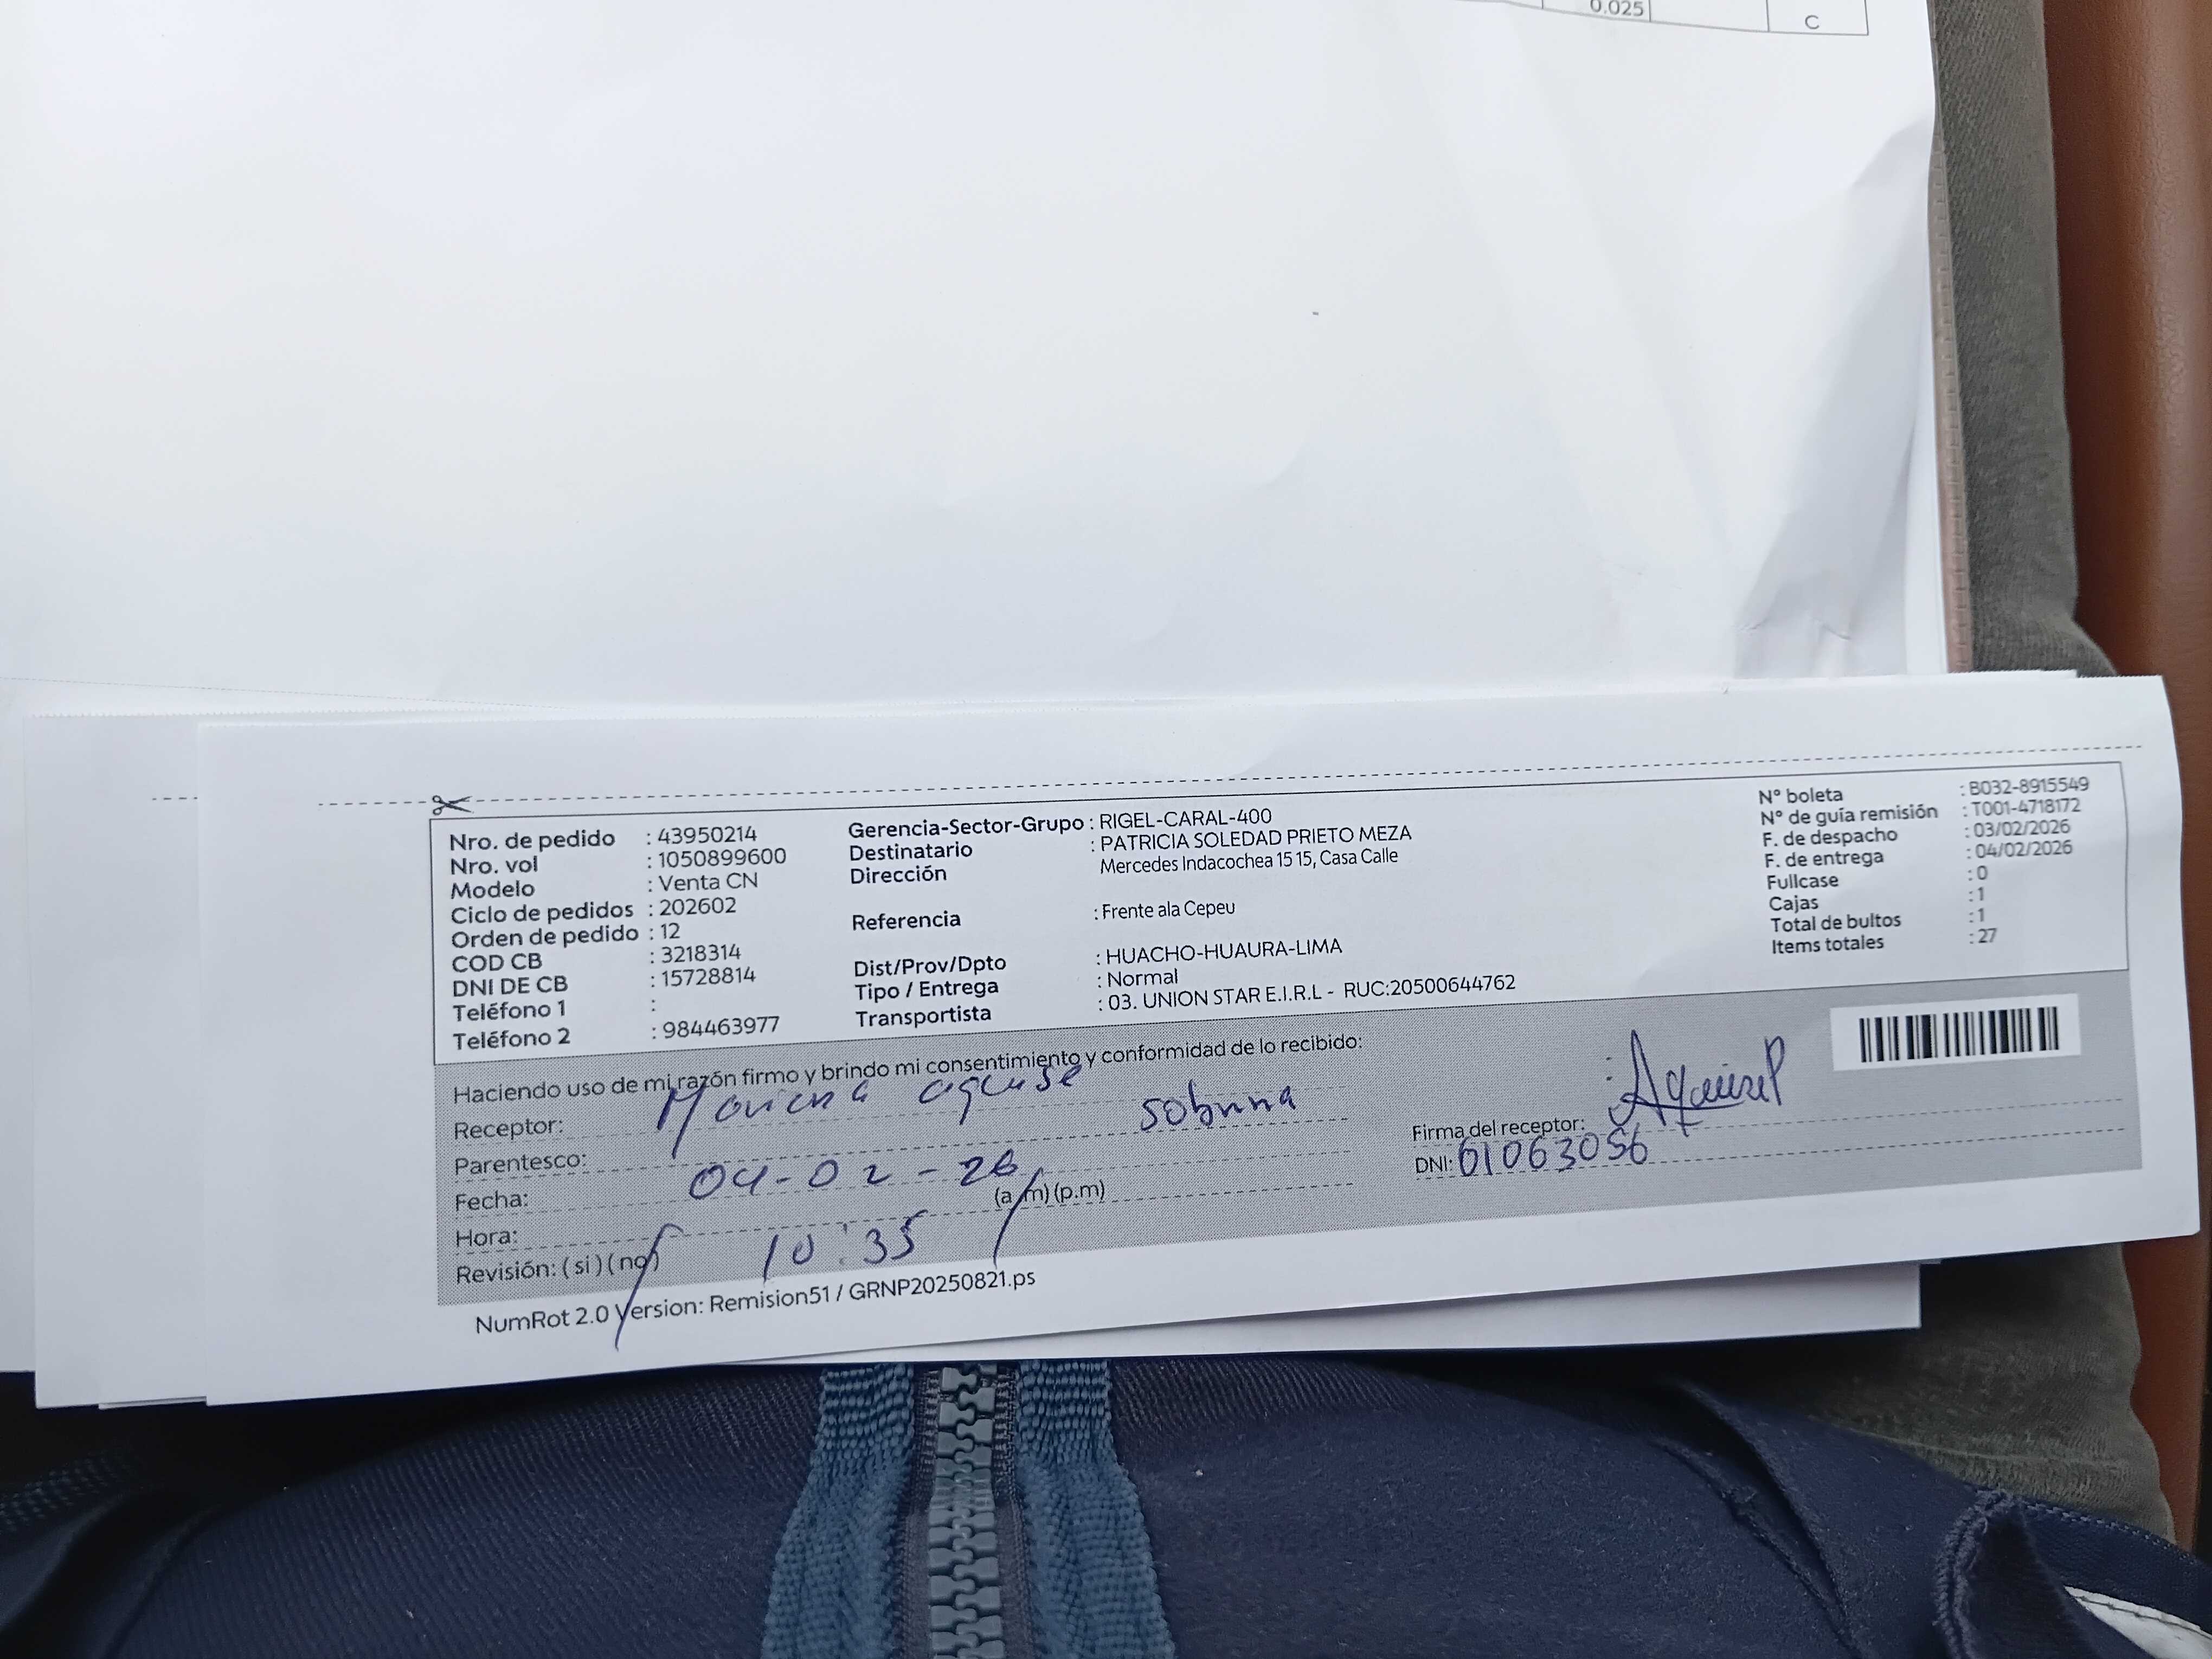 0.025
C
Nro. de pedido : 43950214
Nro. vol : 1050899600
Modelo : Venta CN
Ciclo de pedidos : 202602
Orden de pedido : 12
COD CB : 3218314
DNI DE CB : 15728814
Teléfono 1 :
Teléfono 2 : 984463977
Gerencia-Sector-Grupo : RIGEL-CARAL-400
Destinatario : PATRICIA SOLEDAD PRIETO MEZA
Dirección Mercedes Indacochea 15 15, Casa Calle
Referencia : Frente ala Cepeu
Dist/Prov/Dpto : HUACHO-HUAURA-LIMA
Tipo / Entrega : Normal
Transportista : 03. UNION STAR E.I.R.L - RUC:20500644762
N° boleta : B032-8915549
N° de guía remisión : T001-4718172
F. de despacho : 03/02/2026
F. de entrega : 04/02/2026
Fullcase : 0
Cajas : 1
Total de bultos : 1
Items totales : 27
Haciendo uso de mi razón firmo y brindo mi consentimiento y conformidad de lo recibido:
Receptor:
Parentesco: sobrina
Fecha: 04-02-26
Hora: 10:35 (a.m) (p.m)
Revisión: (si) (no)
Firma del receptor:
DNI: 61063056
NumRot 2.0 Version: Remision51 / GRNP20250821.ps